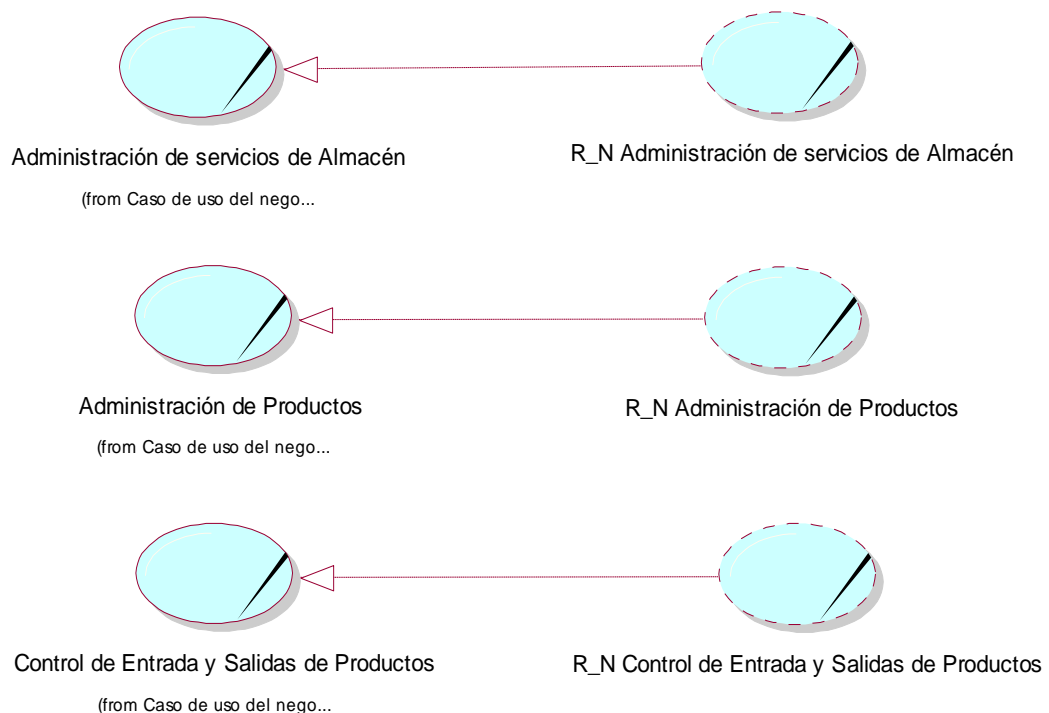 Administración de servicios de Almacén
R_N Administración de servicios de Almacén
(from Caso de uso del nego...
Administración de Productos
R_N Administración de Productos
(from Caso de uso del nego...
Control de Entrada y Salidas de Productos
R_N Control de Entrada y Salidas de Productos
(from Caso de uso del nego...